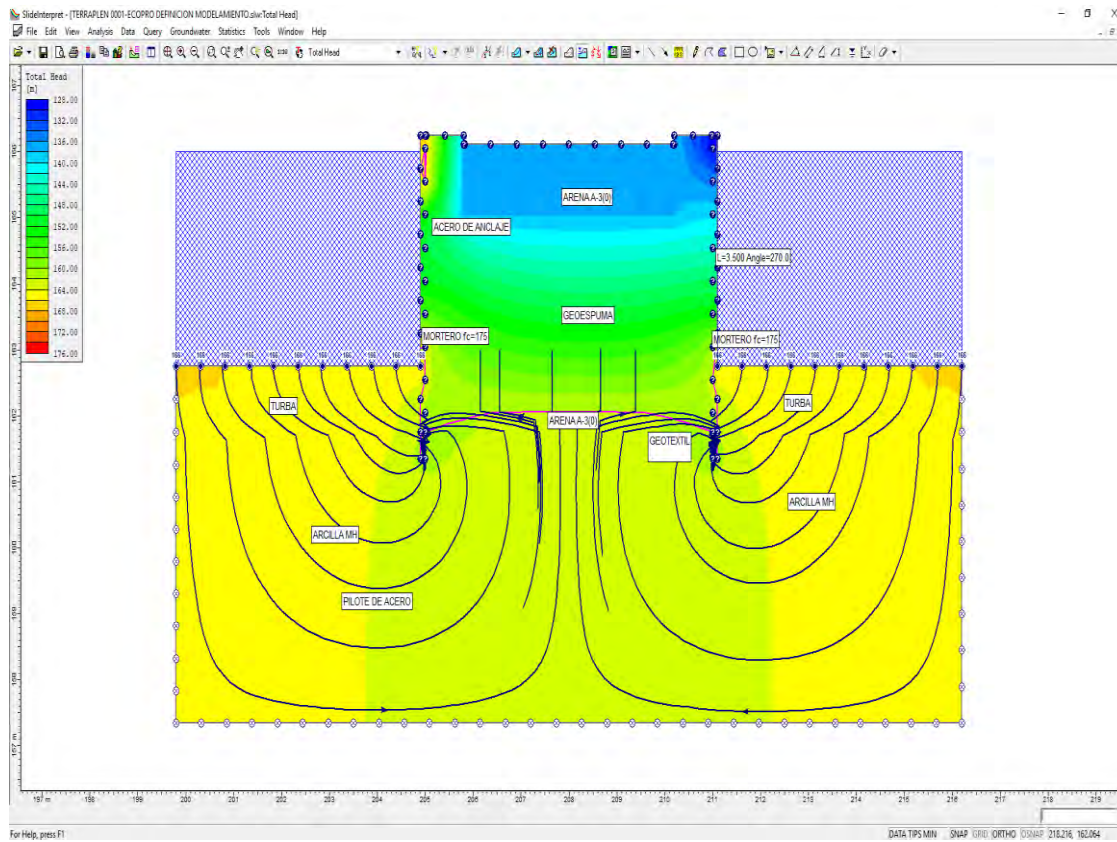 SlideInterpret - [TERRAPLEN 0001-ECOPRO DEFINICION MODELAMIENTO.slw:Total Head]
File Edit View Analysis Data Query Groundwater Statistics Tools Window Help
Total Head
Total Head
[m]
128.00
132.00
136.00
140.00
144.00
148.00
152.00
156.00
160.00
164.00
168.00
172.00
176.00
ARENA A-3(0)
ACERO DE ANCLAJE
L=3.500 Angle=270.0
GEOESPUMA
MORTERO f'c=175
MORTERO f'c=175
TURBA
TURBA
ARENA A-3(0)
GEOTEXTIL
ARCILLA MH
ARCILLA MH
PILOTE DE ACERO
197 m 198 199 200 201 202 203 204 205 206 207 208 209 210 211 212 213 214 215 216 217 218 219
For Help, press F1
DATA TIPS MIN SNAP GRID ORTHO OSNAP 218.216, 162.064